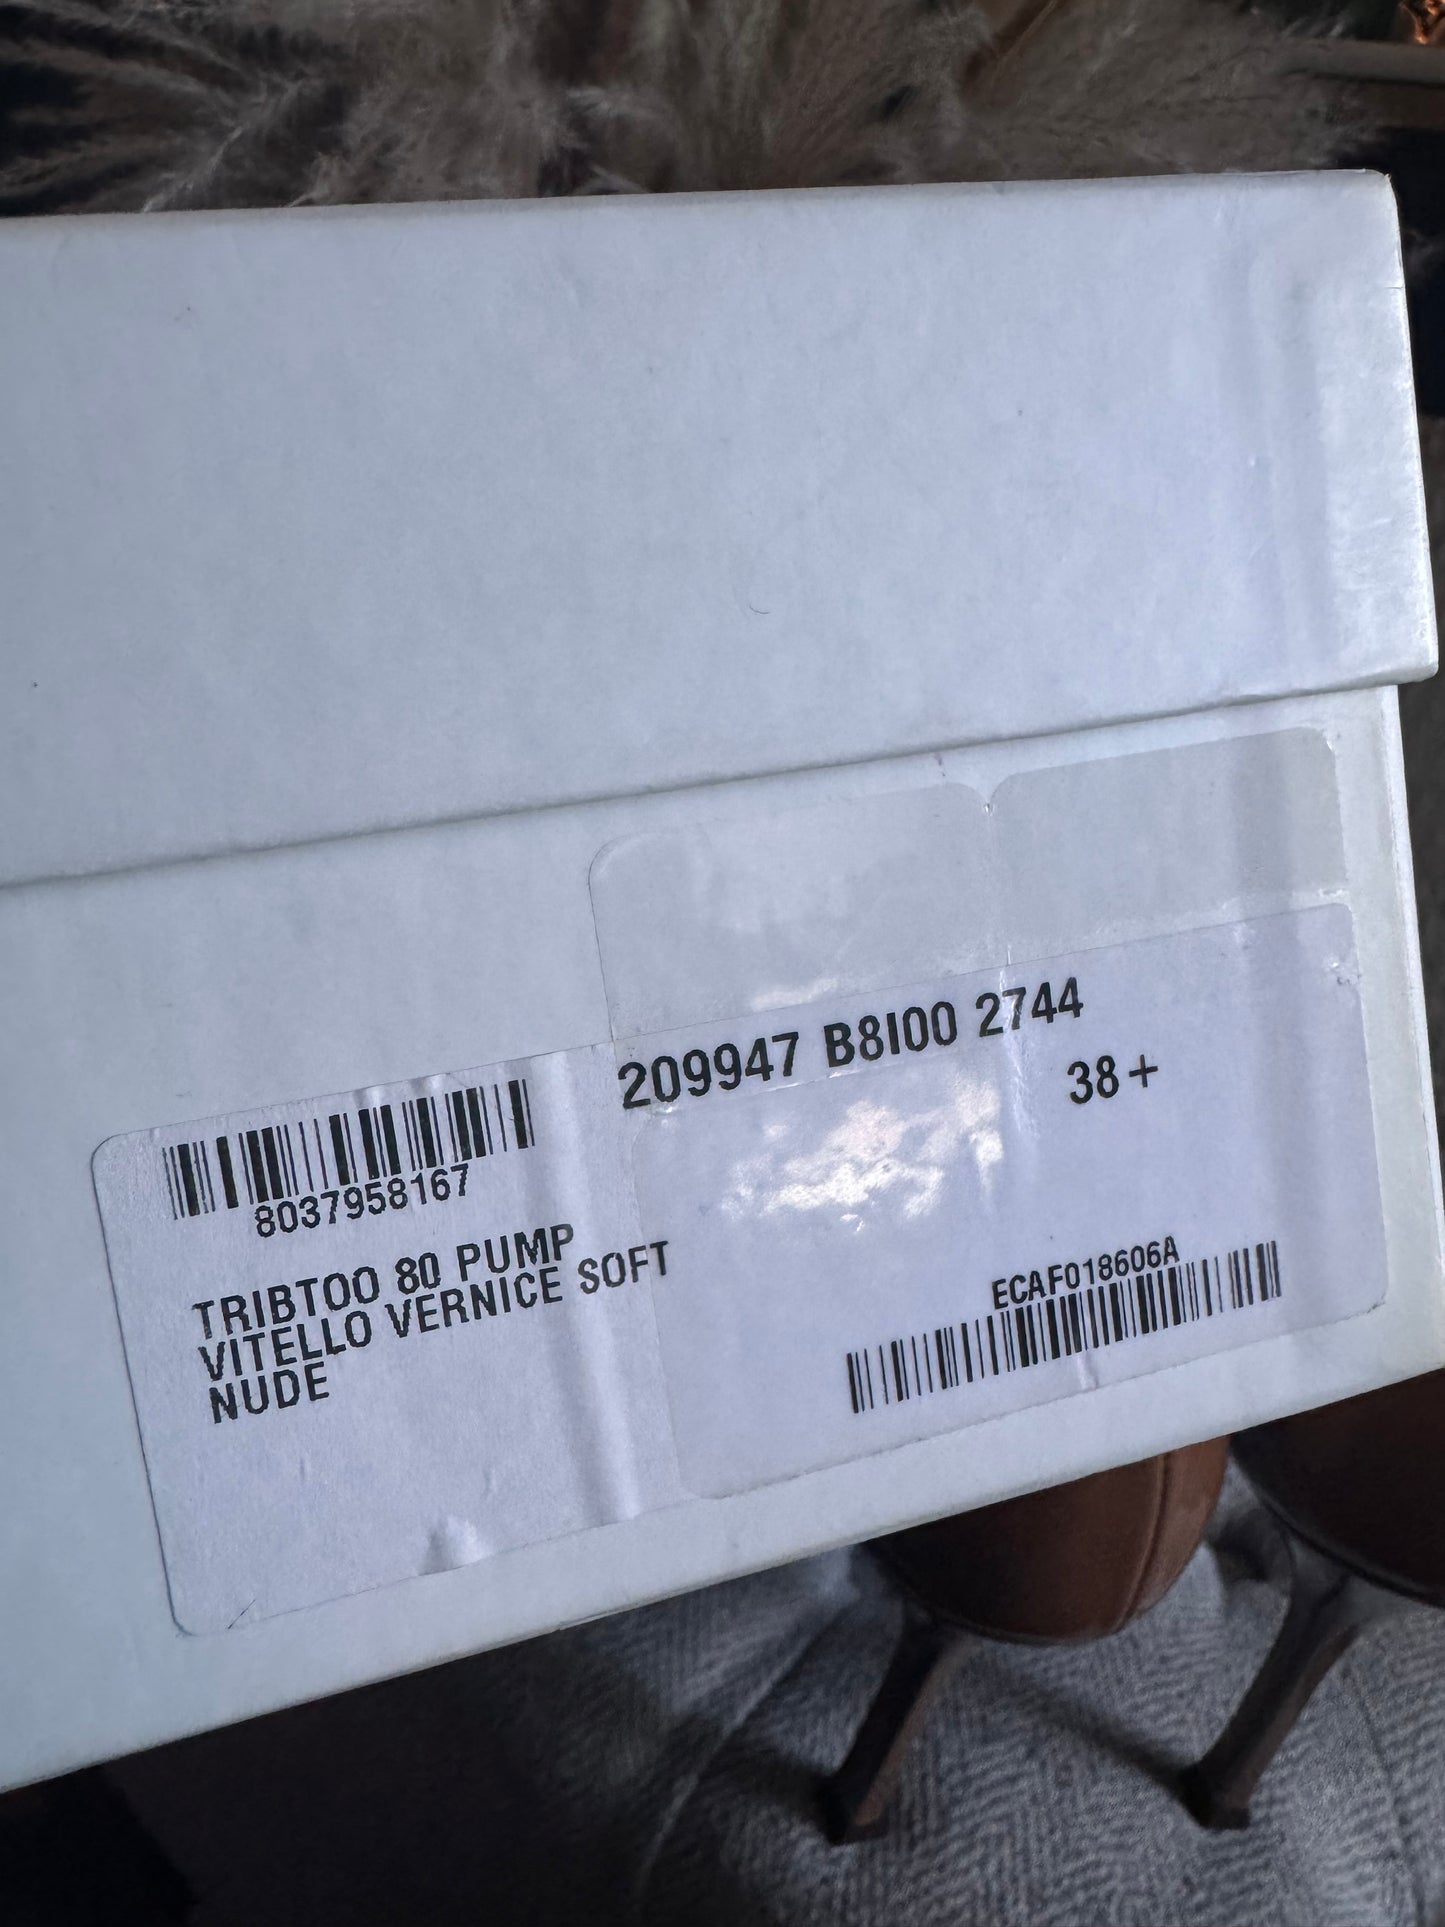 209947 B8I00 2744
38+
8037958167
TRIBTOO 80 PUMP
VITELLO VERNICE SOFT
NUDE
ECAF018606A